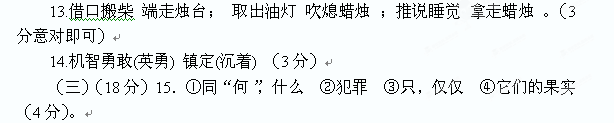 13.借口搬柴 端走烛台； 取出油灯 吹熄蜡烛 ；推说睡觉 拿走蜡烛 。（3
分意对即可）
14.机智勇敢(英勇) 镇定(沉着) （3 分）
（三）(18 分）15．①同“何 ”，什么 ②犯罪 ③只，仅仅 ④它们的果实
（4 分）。